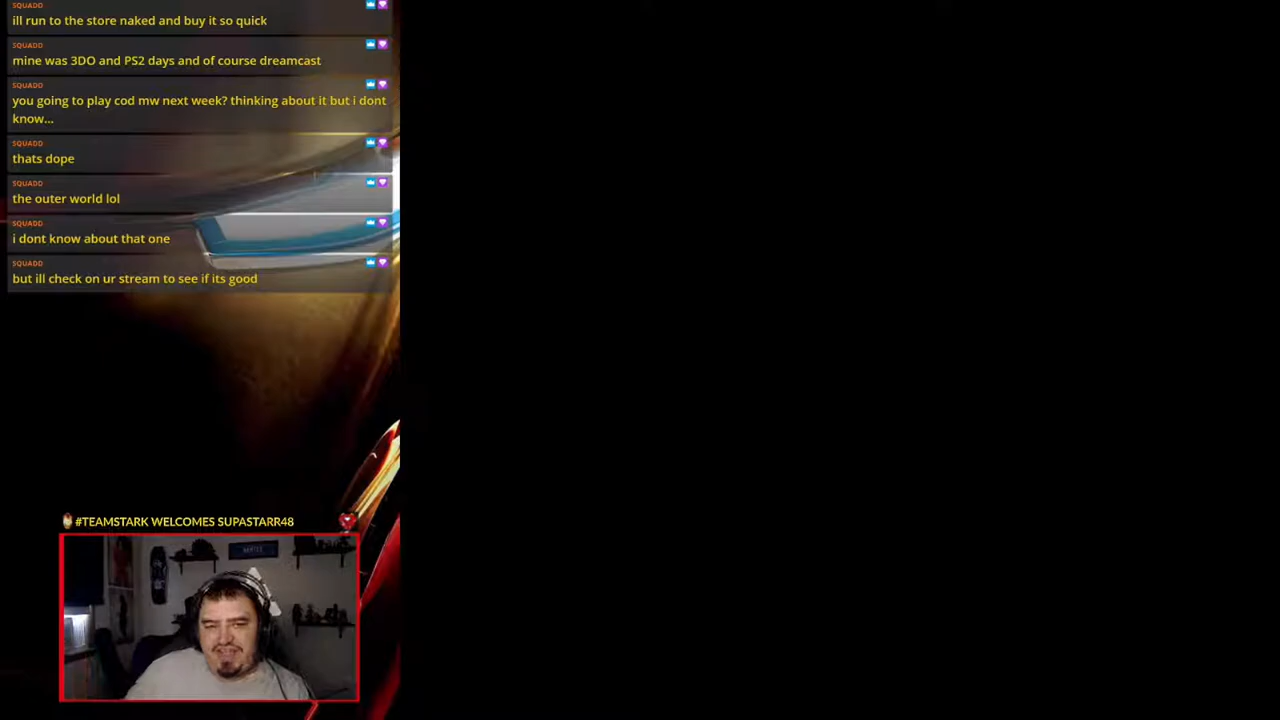 SQUADD
ill run to the store naked and buy it so quick
SQUADD
mine was 3DO and PS2 days and of course dreamcast
SQUADD
you going to play cod mw next week? thinking about it but i dont
know...
SQUADD
thats dope
SQUADD
the outer world lol
SQUADD
i dont know about that one
SQUADD
but ill check on ur stream to see if its good
#TEAMSTARK WELCOMES SUPASTARR48